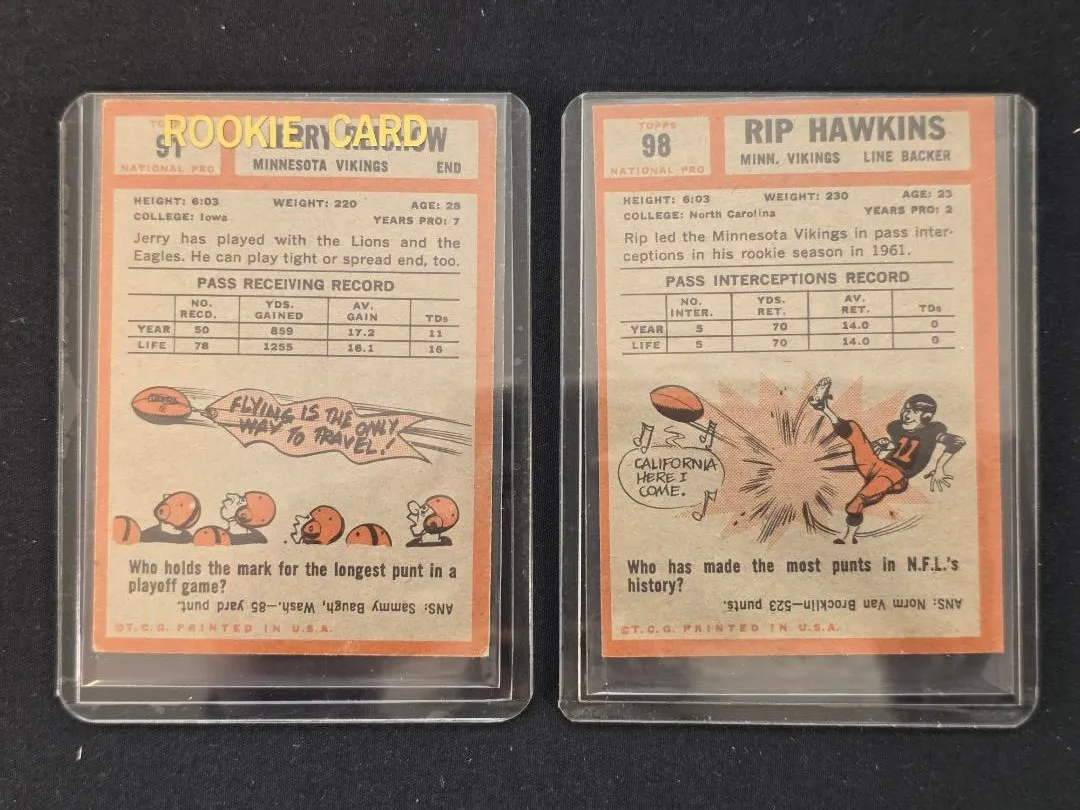 ROOKIE CARD
TOPPS
91
NATIONAL PRO
JERRY REICHOW
MINNESOTA VIKINGS END
HEIGHT: 6:03 WEIGHT: 220 AGE: 28
COLLEGE: Iowa YEARS PRO: 7
Jerry has played with the Lions and the
Eagles. He can play tight or spread end, too.
PASS RECEIVING RECORD
NO. RECD. YDS. GAINED AV. GAIN TDs
YEAR 50 859 17.2 11
LIFE 78 1255 16.1 16
FLYING IS THE ONLY
WAY TO TRAVEL!
Who holds the mark for the longest punt in a
playoff game?
ANS: Sammy Baugh, Wash.—85 yard punt.
©T.C.G. PRINTED IN U.S.A.
TOPPS
98
NATIONAL PRO
RIP HAWKINS
MINN. VIKINGS LINE BACKER
HEIGHT: 6:03 WEIGHT: 230 AGE: 23
COLLEGE: North Carolina YEARS PRO: 2
Rip led the Minnesota Vikings in pass inter-
ceptions in his rookie season in 1961.
PASS INTERCEPTIONS RECORD
NO. INTER. YDS. RET. AV. RET. TDs
YEAR 5 70 14.0 0
LIFE 5 70 14.0 0
CALIFORNIA
HERE I
COME.
11
Who has made the most punts in N.F.L.'s
history?
ANS: Norm Van Brocklin—523 punts.
©T.C.G. PRINTED IN U.S.A.